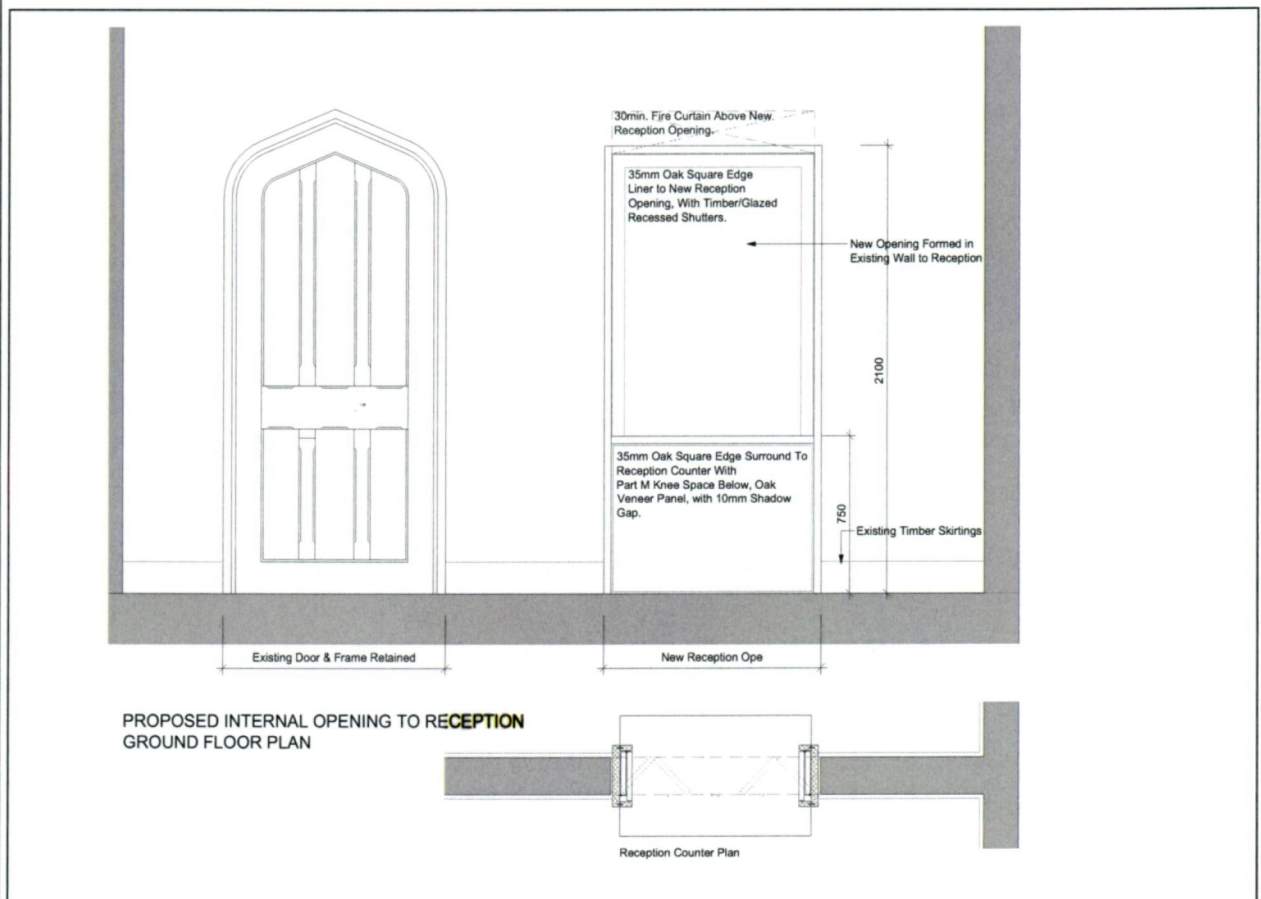 30min. Fire Curtain Above New
Reception Opening.
35mm Oak Square Edge
Liner to New Reception
Opening, With Timber/Glazed
Recessed Shutters.
New Opening Formed in
Existing Wall to Reception
2100
35mm Oak Square Edge Surround To
Reception Counter With
Part M Knee Space Below, Oak
Veneer Panel, with 10mm Shadow
Gap.
750
Existing Timber Skirtings
Existing Door & Frame Retained
New Reception Ope
PROPOSED INTERNAL OPENING TO RECEPTION
GROUND FLOOR PLAN
Reception Counter Plan